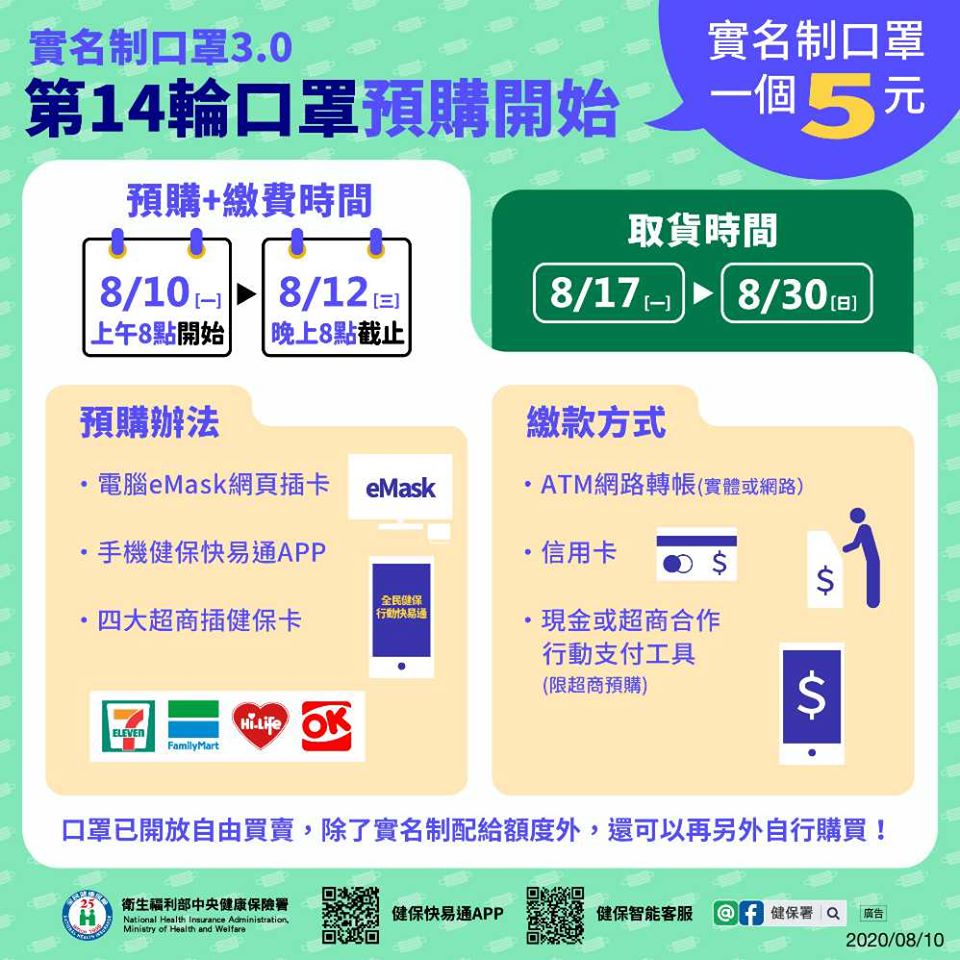 實名制口罩3.0
第14輪口罩預購開始
實名制口罩
一個5元
預購+繳費時間
8/10 [一]
上午8點開始
8/12 [三]
晚上8點截止
取貨時間
8/17 [一]
8/30 [日]
預購辦法
・電腦eMask網頁插卡
eMask
・手機健保快易通APP
全民健保
行動快易通
・四大超商插健保卡
7
ELEVEn
FamilyMart
Hi-Life
OK
繳款方式
・ATM網路轉帳(實體或網路)
・信用卡
$
$
・現金或超商合作
行動支付工具
(限超商預購)
$
口罩已開放自由買賣，除了實名制配給額度外，還可以再另外自行購買！
25
衛生福利部中央健康保險署
National Health Insurance Administration,
Ministry of Health and Welfare
健保快易通APP
健保智能客服
@ f 健保署
廣告
2020/08/10